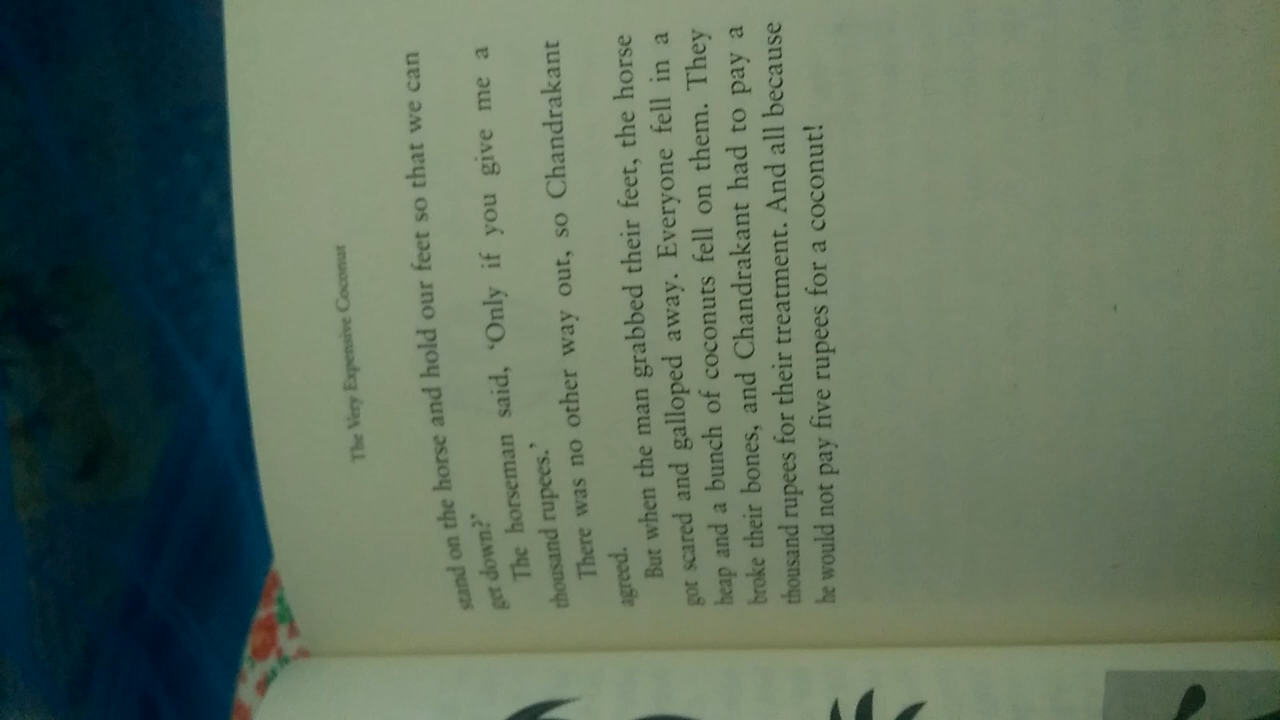 The Very Expensive Coconut
stand on the horse and hold our feet so that we can
get down?’
The horseman said, ‘Only if you give me a
thousand rupees.’
There was no other way out, so Chandrakant
agreed.
But when the man grabbed their feet, the horse
got scared and galloped away. Everyone fell in a
heap and a bunch of coconuts fell on them. They
broke their bones, and Chandrakant had to pay a
thousand rupees for their treatment. And all because
he would not pay five rupees for a coconut!